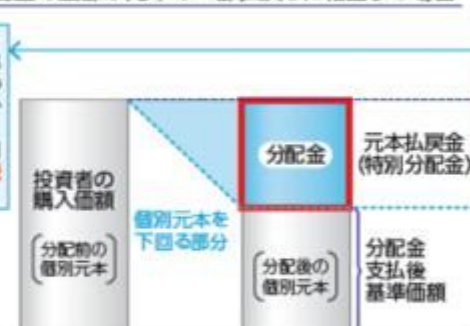 投資者の
購入価額
分配前の
個別元本
個別元本を
下回る部分
分配金
元本払戻金
(特別分配金)
分配後の
個別元本
分配金
支払後
基準価額